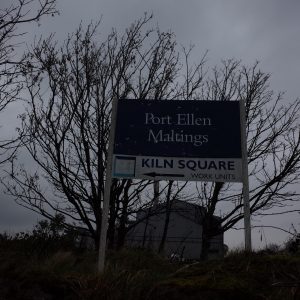 Port Ellen
Maltings
KILN SQUARE
WORK UNITS